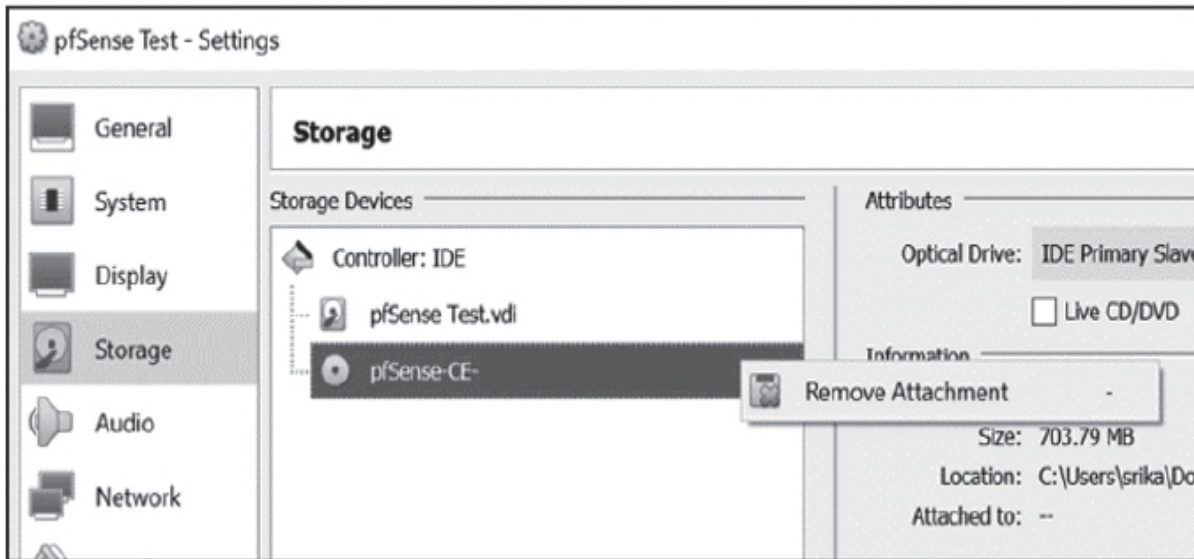 pfSense Test - Settings
General
System
Display
Storage
Audio
Network
Storage
Storage Devices
Controller: IDE
pfSense Test.vdi
pfSense-CE-
Remove Attachment -
Attributes
Optical Drive: IDE Primary Slave
Live CD/DVD
Information
Size: 703.79 MB
Location: C:\Users\srika\Do
Attached to: --